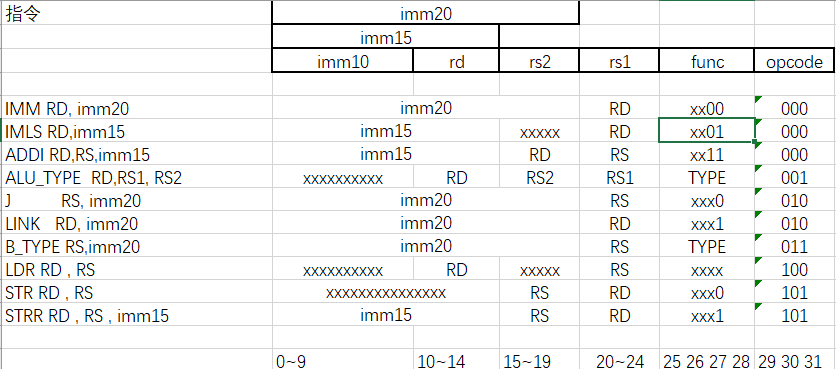 指令 imm20
imm15
imm10 rd rs2 rs1 func opcode
IMM RD, imm20 imm20 RD xx00 000
IMLS RD,imm15 imm15 xxxxx RD xx01 000
ADDI RD,RS,imm15 imm15 RD RS xx11 000
ALU_TYPE RD,RS1, RS2 xxxxxxxxxx RD RS2 RS1 TYPE 001
J RS, imm20 imm20 RS xxx0 010
LINK RD, imm20 imm20 RD xxx1 010
B_TYPE RS,imm20 imm20 RS TYPE 011
LDR RD , RS xxxxxxxxxx RD xxxxx RS xxxx 100
STR RD , RS xxxxxxxxxxxxxxx RS RD xxx0 101
STRR RD , RS , imm15 imm15 RS RD xxx1 101
0~9 10~14 15~19 20~24 25 26 27 28 29 30 31